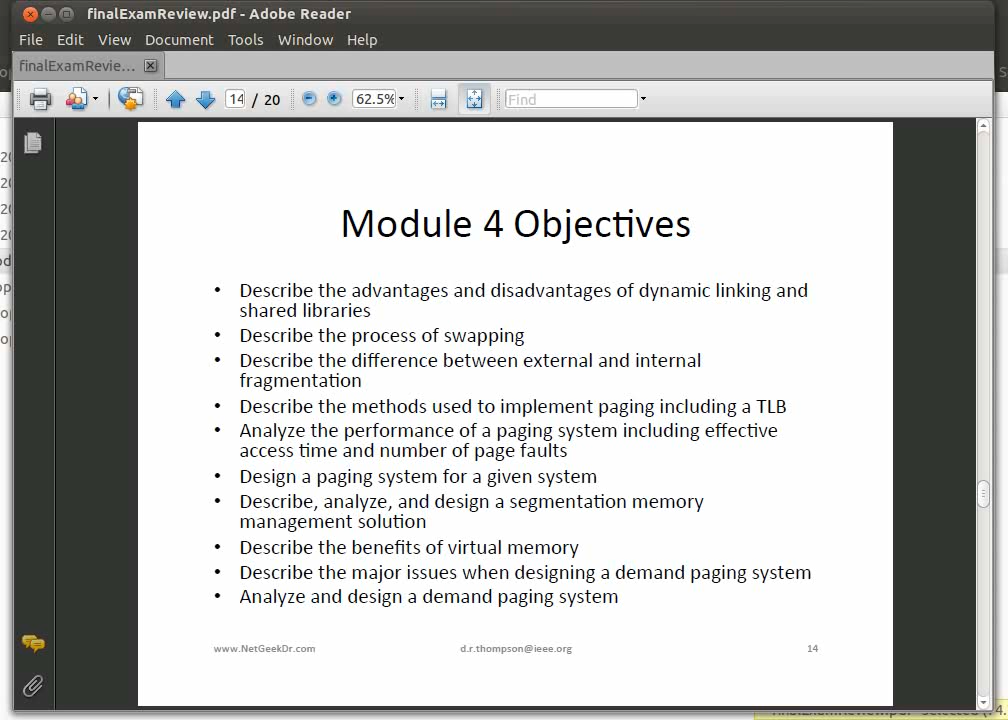 finalExamReview.pdf - Adobe Reader
File Edit View Document Tools Window Help
finalExamRevie...
14 / 20 62.5% Find
Module 4 Objectives
• Describe the advantages and disadvantages of dynamic linking and
shared libraries
• Describe the process of swapping
• Describe the difference between external and internal
fragmentation
• Describe the methods used to implement paging including a TLB
• Analyze the performance of a paging system including effective
access time and number of page faults
• Design a paging system for a given system
• Describe, analyze, and design a segmentation memory
management solution
• Describe the benefits of virtual memory
• Describe the major issues when designing a demand paging system
• Analyze and design a demand paging system
www.NetGeekDr.com d.r.thompson@ieee.org 14